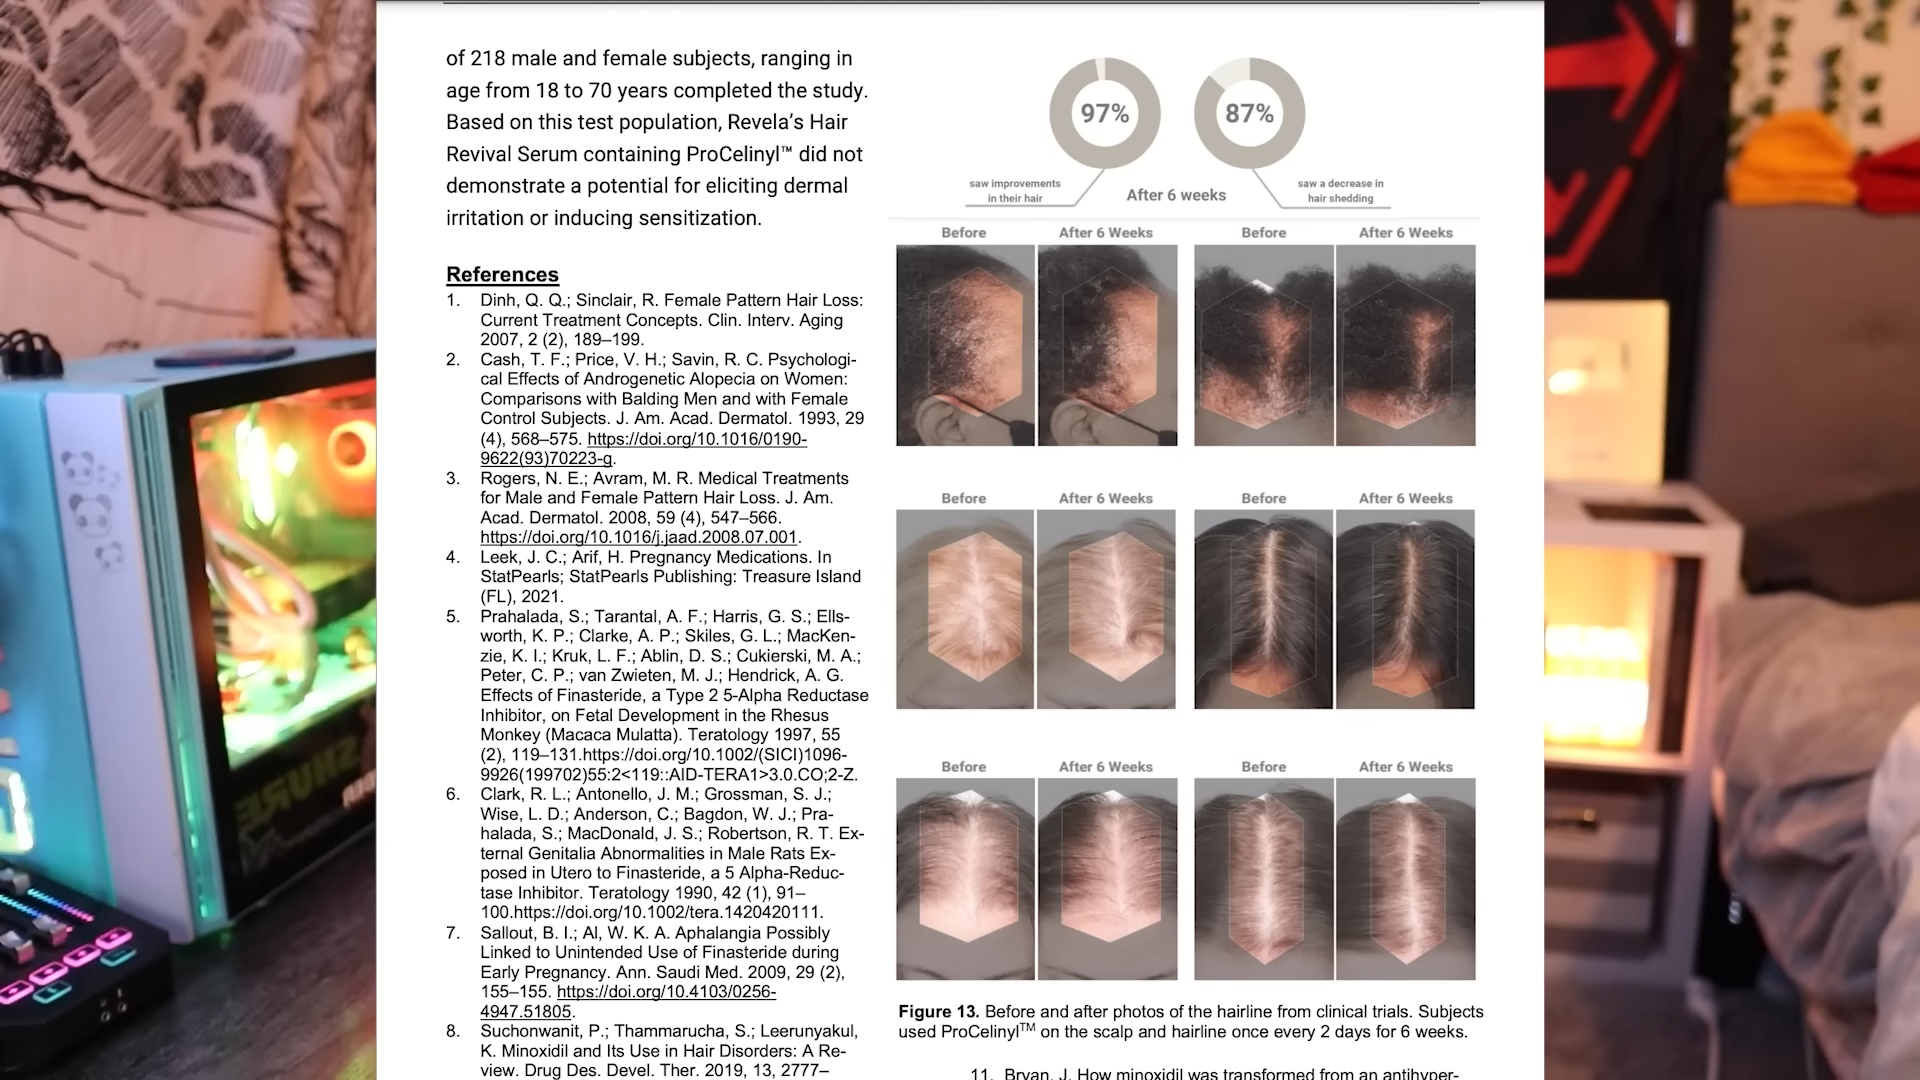 of 218 male and female subjects, ranging in
age from 18 to 70 years completed the study.
Based on this test population, Revela’s Hair
Revival Serum containing ProCelinyl™ did not
demonstrate a potential for eliciting dermal
irritation or inducing sensitization.
References
1. Dinh, Q. Q.; Sinclair, R. Female Pattern Hair Loss:
Current Treatment Concepts. Clin. Interv. Aging
2007, 2 (2), 189–199.
2. Cash, T. F.; Price, V. H.; Savin, R. C. Psychologi-
cal Effects of Androgenetic Alopecia on Women:
Comparisons with Balding Men and with Female
Control Subjects. J. Am. Acad. Dermatol. 1993, 29
(4), 568–575. https://doi.org/10.1016/0190-
9622(93)70223-g.
3. Rogers, N. E.; Avram, M. R. Medical Treatments
for Male and Female Pattern Hair Loss. J. Am.
Acad. Dermatol. 2008, 59 (4), 547–566.
https://doi.org/10.1016/j.jaad.2008.07.001.
4. Leek, J. C.; Arif, H. Pregnancy Medications. In
StatPearls; StatPearls Publishing: Treasure Island
(FL), 2021.
5. Prahalada, S.; Tarantal, A. F.; Harris, G. S.; Ells-
worth, K. P.; Clarke, A. P.; Skiles, G. L.; MacKen-
zie, K. I.; Kruk, L. F.; Ablin, D. S.; Cukierski, M. A.;
Peter, C. P.; van Zwieten, M. J.; Hendrick, A. G.
Effects of Finasteride, a Type 2 5-Alpha Reductase
Inhibitor, on Fetal Development in the Rhesus
Monkey (Macaca Mulatta). Teratology 1997, 55
(2), 119–131.https://doi.org/10.1002/(SICI)1096-
9926(199702)55:2<119::AID-TERA1>3.0.CO;2-Z.
6. Clark, R. L.; Antonello, J. M.; Grossman, S. J.;
Wise, L. D.; Anderson, C.; Bagdon, W. J.; Pra-
halada, S.; MacDonald, J. S.; Robertson, R. T. Ex-
ternal Genitalia Abnormalities in Male Rats Ex-
posed in Utero to Finasteride, a 5 Alpha-Reduc-
tase Inhibitor. Teratology 1990, 42 (1), 91–
100.https://doi.org/10.1002/tera.1420420111.
7. Sallout, B. I.; Al, W. K. A. Aphalangia Possibly
Linked to Unintended Use of Finasteride during
Early Pregnancy. Ann. Saudi Med. 2009, 29 (2),
155–155. https://doi.org/10.4103/0256-
4947.51805.
8. Suchonwanit, P.; Thammarucha, S.; Leerunyakul,
K. Minoxidil and Its Use in Hair Disorders: A Re-
view. Drug Des. Devel. Ther. 2019, 13, 2777–
97%
87%
saw improvements
in their hair
After 6 weeks
saw a decrease in
hair shedding
Before After 6 Weeks Before After 6 Weeks
Before After 6 Weeks Before After 6 Weeks
Before After 6 Weeks Before After 6 Weeks
Figure 13. Before and after photos of the hairline from clinical trials. Subjects
used ProCelinyl™ on the scalp and hairline once every 2 days for 6 weeks.
11. Bryan, J. How minoxidil was transformed from an antihyper-
SHURE